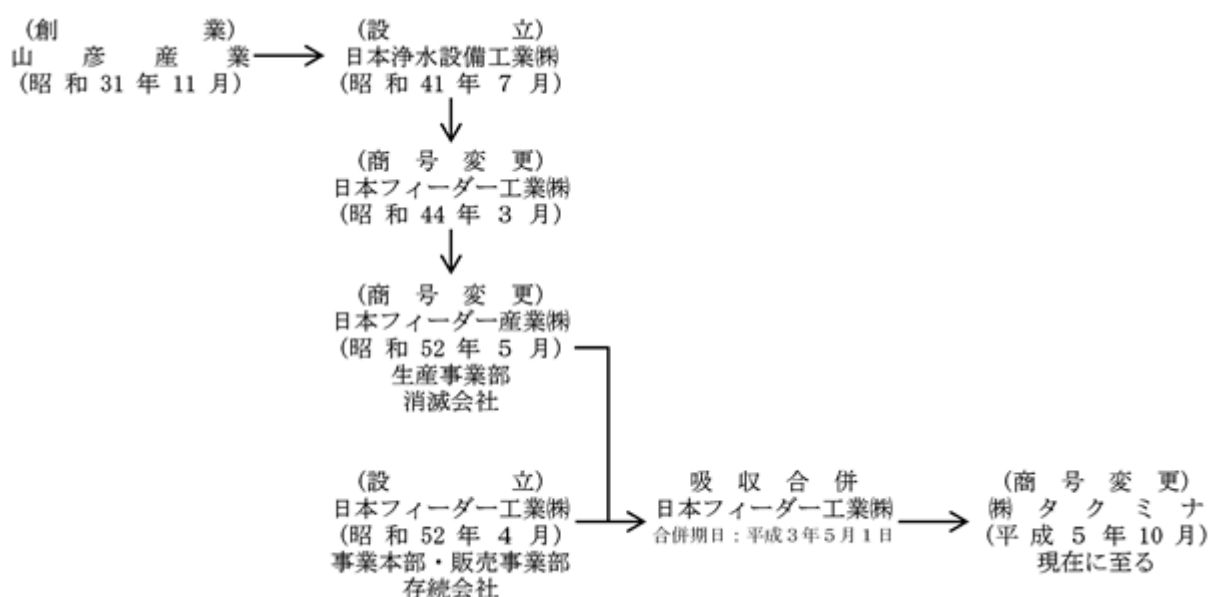 (創業)
山彦産業
(昭和31年11月)
(設立)
日本浄水設備工業㈱
(昭和41年7月)
(商号変更)
日本フィーダー工業㈱
(昭和44年3月)
(商号変更)
日本フィーダー産業㈱
(昭和52年5月)
生産事業部
消滅会社
(設立)
日本フィーダー工業㈱
(昭和52年4月)
事業本部・販売事業部
存続会社
吸収合併
日本フィーダー工業㈱
合併期日：平成3年5月1日
(商号変更)
㈱タクミナ
(平成5年10月)
現在に至る